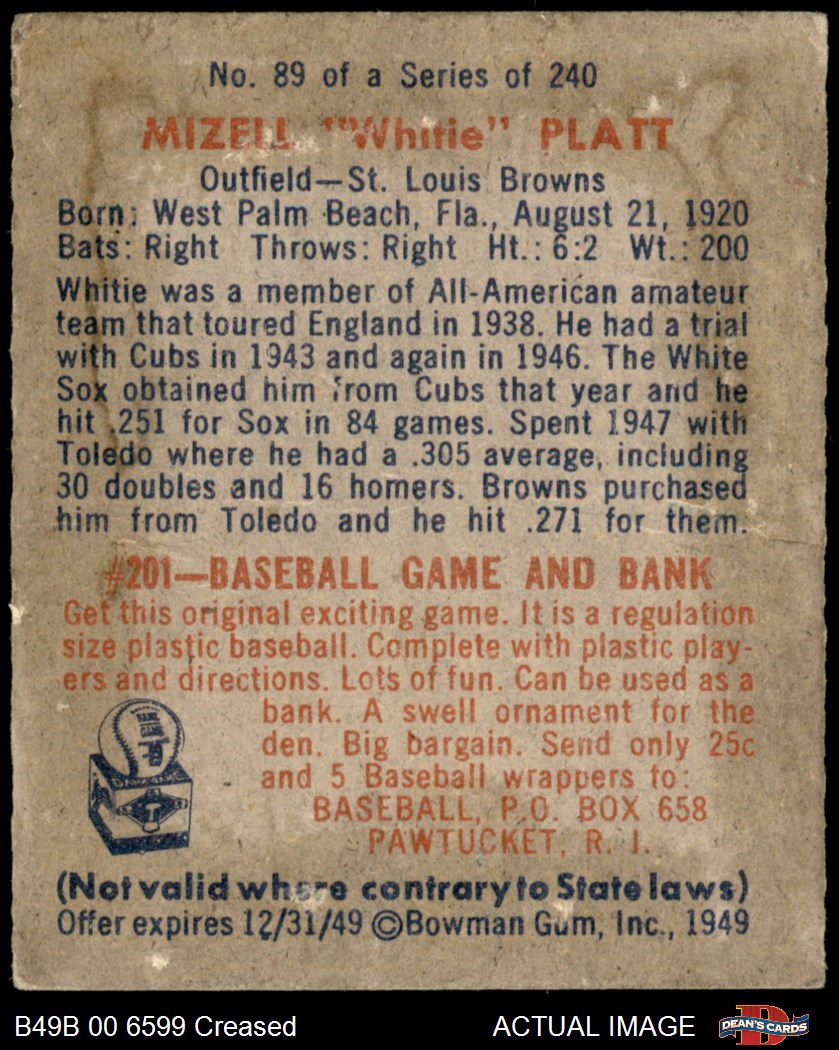 No. 89 of a Series of 240
MIZELL "Whitie" PLATT
Outfield—St. Louis Browns
Born: West Palm Beach, Fla., August 21, 1920
Bats: Right Throws: Right Ht.: 6:2 Wt.: 200
Whitie was a member of All-American amateur
team that toured England in 1938. He had a trial
with Cubs in 1943 and again in 1946. The White
Sox obtained him from Cubs that year and he
hit .251 for Sox in 84 games. Spent 1947 with
Toledo where he had a .305 average, including
30 doubles and 16 homers. Browns purchased
him from Toledo and he hit .271 for them.
#201—BASEBALL GAME AND BANK
Get this original exciting game. It is a regulation
size plastic baseball. Complete with plastic play-
ers and directions. Lots of fun. Can be used as a
bank. A swell ornament for the
den. Big bargain. Send only 25c
and 5 Baseball wrappers to:
BASEBALL, P.O. BOX 658
PAWTUCKET, R. I.
(Not valid where contrary to State laws)
Offer expires 12/31/49 ©Bowman Gum, Inc., 1949
B49B 00 6599 Creased
ACTUAL IMAGE
DEAN'S CARDS